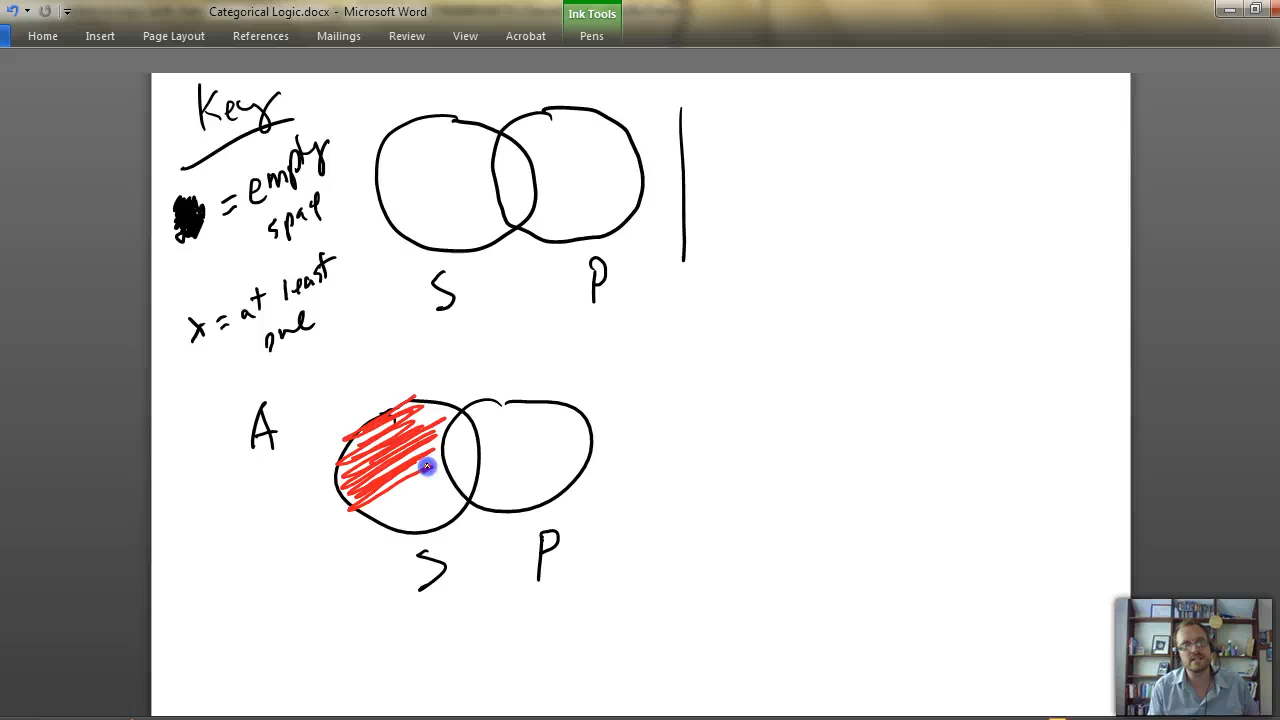 Categorical Logic.docx - Microsoft Word
Ink Tools
Home Insert Page Layout References Mailings Review View Acrobat Pens
Key
= empty
space
x = at least
one
S P
A
S P